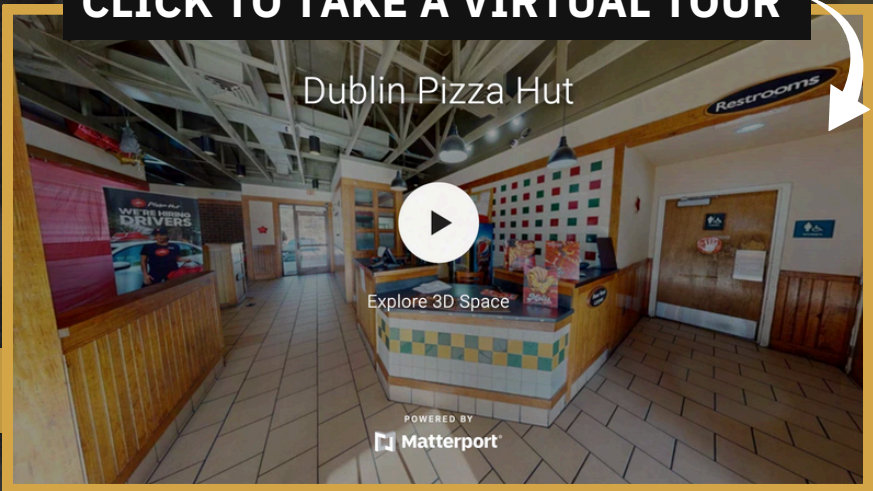 CLICK TO TAKE A VIRTUAL TOUR
Dublin Pizza Hut
Restrooms
Pizza Hut
WE'RE HIRING
DRIVERS
Explore 3D Space
POWERED BY
Matterport